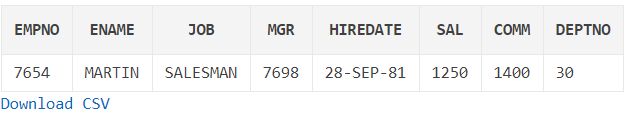 EMPNO ENAME JOB MGR HIREDATE SAL COMM DEPTNO
7654 MARTIN SALESMAN 7698 28-SEP-81 1250 1400 30
Download CSV